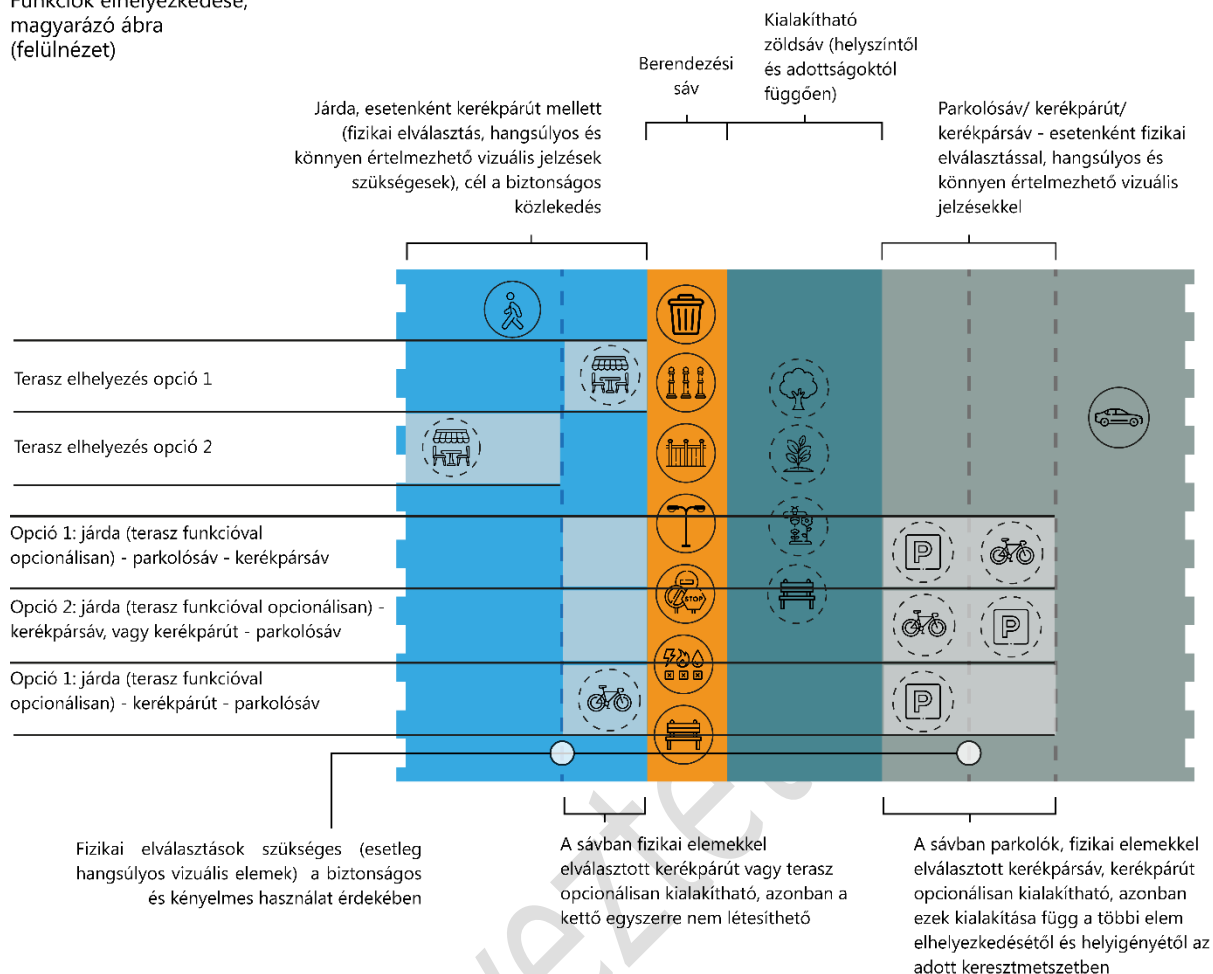 Funkciók elhelyezkedése,
magyarázó ábra
(felülnézet)
Kialakítható
zöldsáv (helyszíntől
és adottságoktól
függően)
Berendezési
sáv
Járda, esetenként kerékpárút mellett
(fizikai elválasztás, hangsúlyos és
könnyen értelmezhető vizuális jelzések
szükségesek), cél a biztonságos
közlekedés
Parkolósáv/ kerékpárút/
kerékpársáv - esetenként fizikai
elválasztással, hangsúlyos és
könnyen értelmezhető vizuális
jelzésekkel
Terasz elhelyezés opció 1
Terasz elhelyezés opció 2
Opció 1: járda (terasz funkcióval
opcionálisan) - parkolósáv - kerékpársáv
P
Opció 2: járda (terasz funkcióval opcionálisan) -
kerékpársáv, vagy kerékpárút - parkolósáv
STOP
P
Opció 1: járda (terasz funkcióval
opcionálisan) - kerékpárút - parkolósáv
P
Fizikai elválasztások szükséges (esetleg
hangsúlyos vizuális elemek) a biztonságos
és kényelmes használat érdekében
A sávban fizikai elemekkel
elválasztott kerékpárút vagy terasz
opcionálisan kialakítható, azonban a
kettő egyszerre nem létesíthető
A sávban parkolók, fizikai elemekkel
elválasztott kerékpársáv, kerékpárút
opcionálisan kialakítható, azonban
ezek kialakítása függ a többi elem
elhelyezkedésétől és helyigényétől az
adott keresztmetszetben